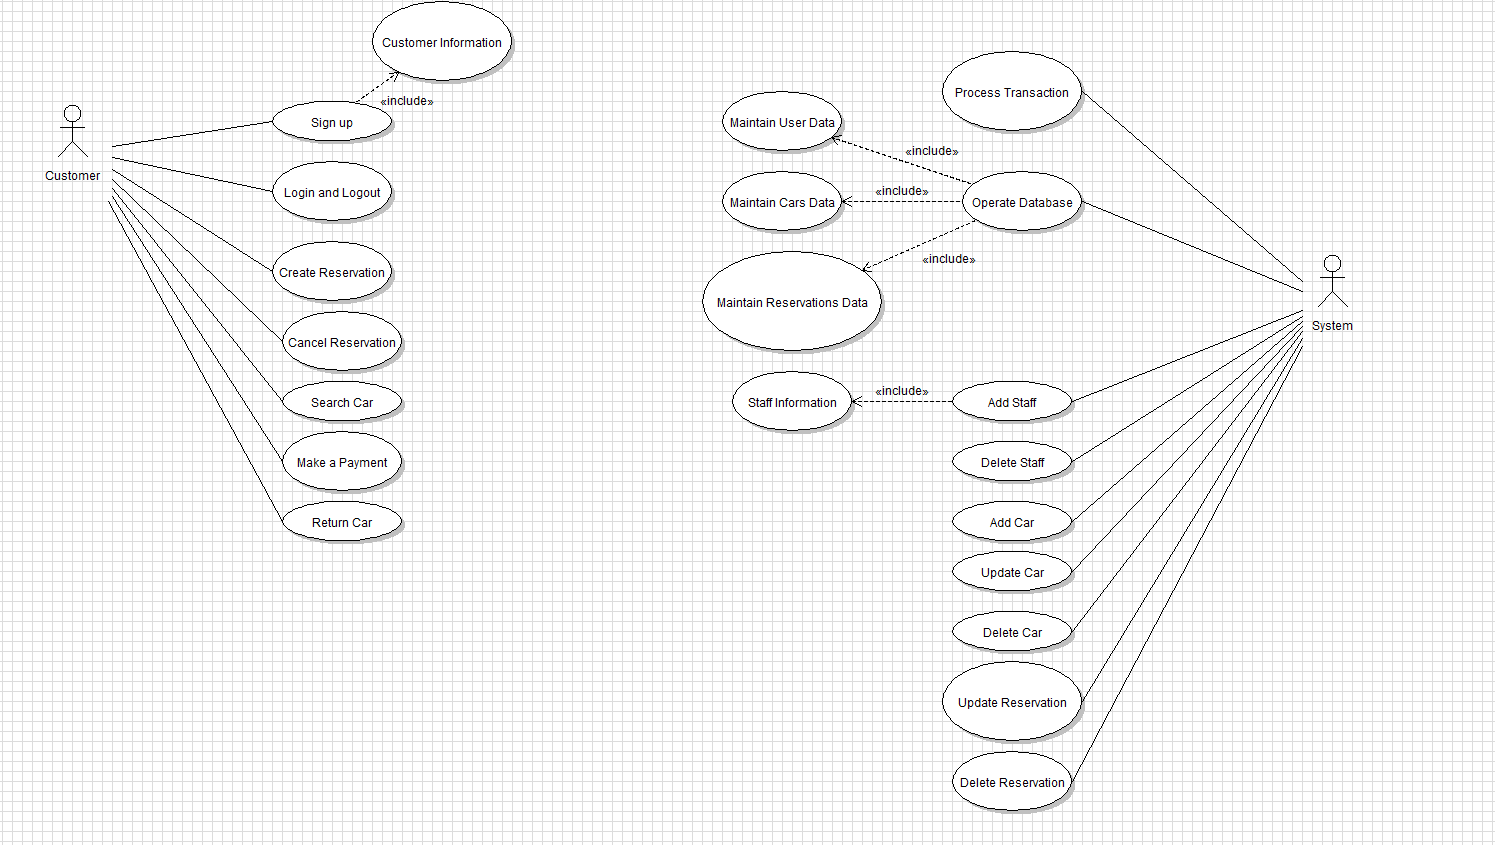 Customer Information
«include»
Sign up
Customer
Login and Logout
Create Reservation
Cancel Reservation
Search Car
Make a Payment
Return Car
Process Transaction
Maintain User Data
«include»
Maintain Cars Data
«include»
Operate Database
«include»
Maintain Reservations Data
System
Staff Information
«include»
Add Staff
Delete Staff
Add Car
Update Car
Delete Car
Update Reservation
Delete Reservation